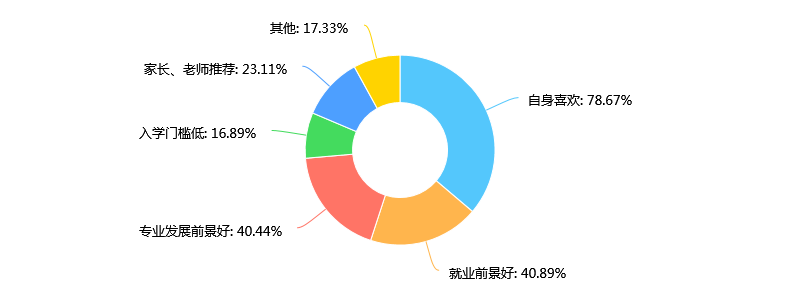 其他: 17.33%
家长、老师推荐: 23.11%
自身喜欢: 78.67%
入学门槛低: 16.89%
专业发展前景好: 40.44%
就业前景好: 40.89%